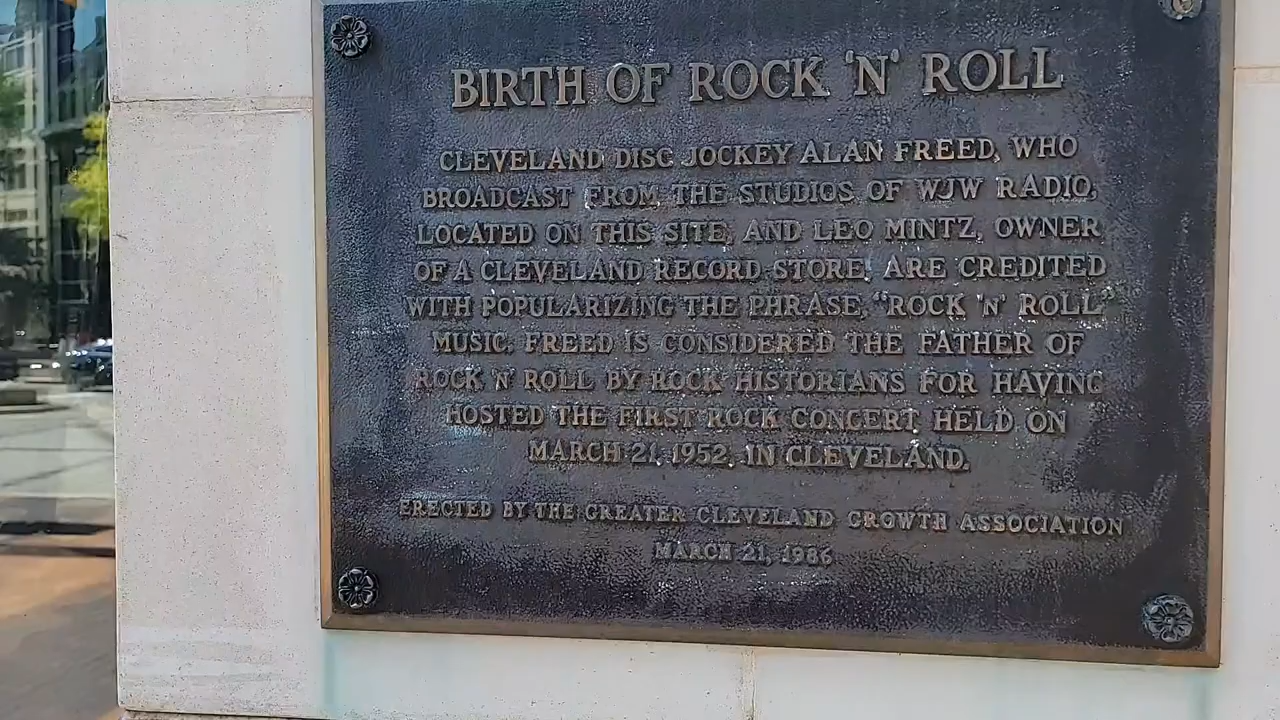 BIRTH OF ROCK 'N' ROLL
CLEVELAND DISC JOCKEY ALAN FREED, WHO
BROADCAST FROM THE STUDIOS OF WJW RADIO,
LOCATED ON THIS SITE, AND LEO MINTZ, OWNER
OF A CLEVELAND RECORD STORE, ARE CREDITED
WITH POPULARIZING THE PHRASE, "ROCK 'N' ROLL"
MUSIC. FREED IS CONSIDERED THE FATHER OF
ROCK 'N' ROLL BY ROCK HISTORIANS FOR HAVING
HOSTED THE FIRST ROCK CONCERT, HELD ON
MARCH 21, 1952, IN CLEVELAND.
ERECTED BY THE GREATER CLEVELAND GROWTH ASSOCIATION
MARCH 21, 1986